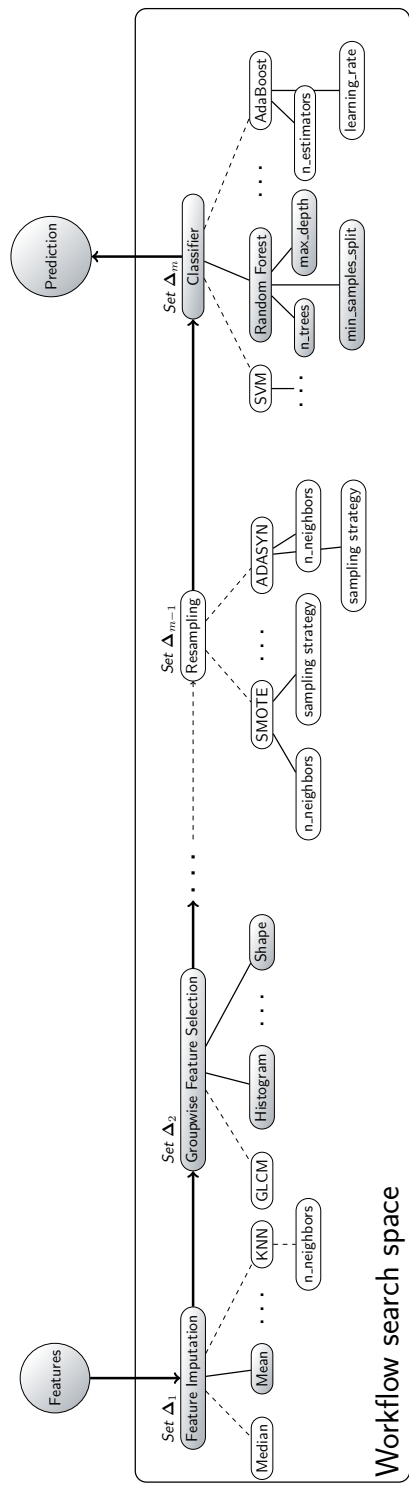 Features
Prediction
Set Δ₁
Feature Imputation
Median
Mean
. . .
KNN
n_neighbors
Set Δ₂
Groupwise Feature Selection
GLCM
Histogram
. . .
Shape
. . .
Set Δₘ₋₁
Resampling
SMOTE
. . .
ADASYN
n_neighbors
sampling strategy
n_neighbors
sampling strategy
Set Δₘ
Classifier
SVM
Random Forest
. . .
AdaBoost
. . .
n_trees
max_depth
n_estimators
min_samples_split
learning_rate
Workflow search space